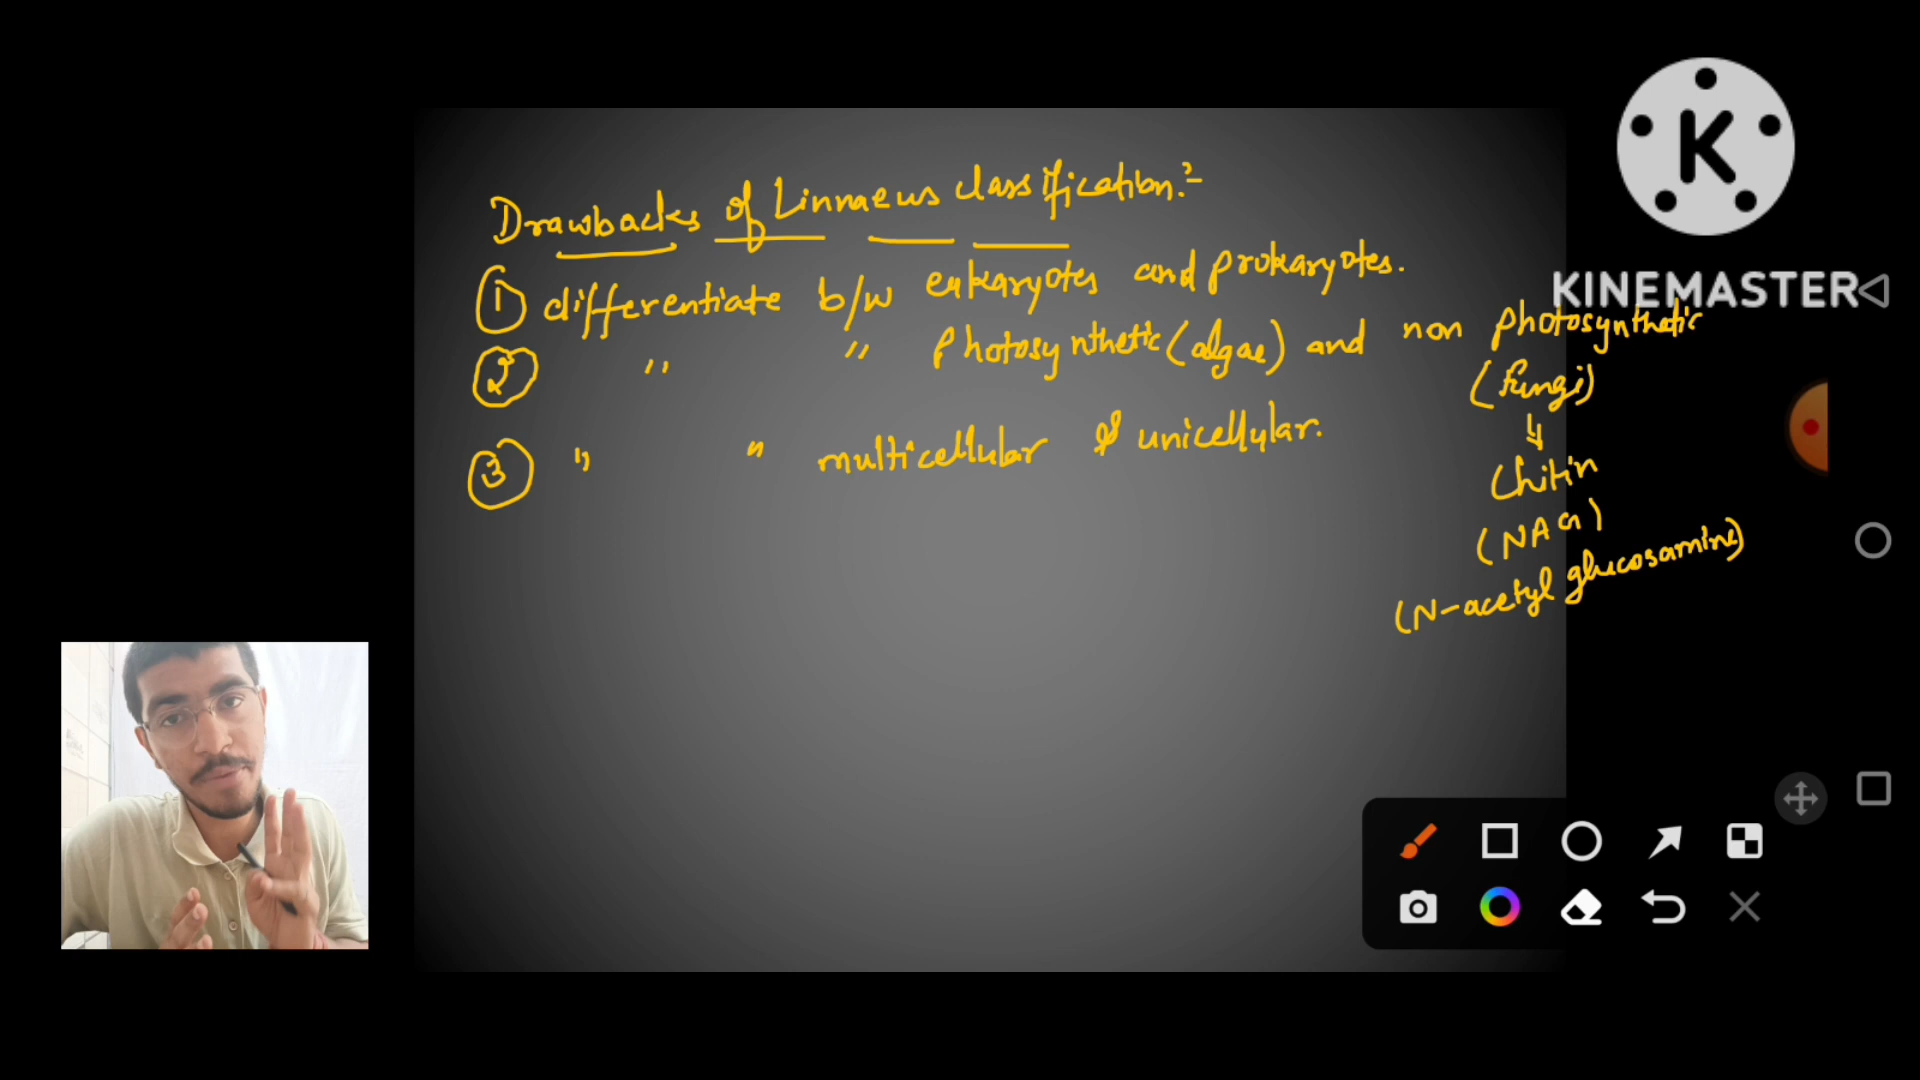 Drawbacks of Linnaeus classification:-
① differentiate b/w eukaryotes and prokaryotes.
② " " Photosynthetic (algae) and non photosynthetic
(fungi)
③ " " multicellular & unicellular.
Chitin
(NAG)
(N-acetyl glucosamine)
K
KINEMASTER